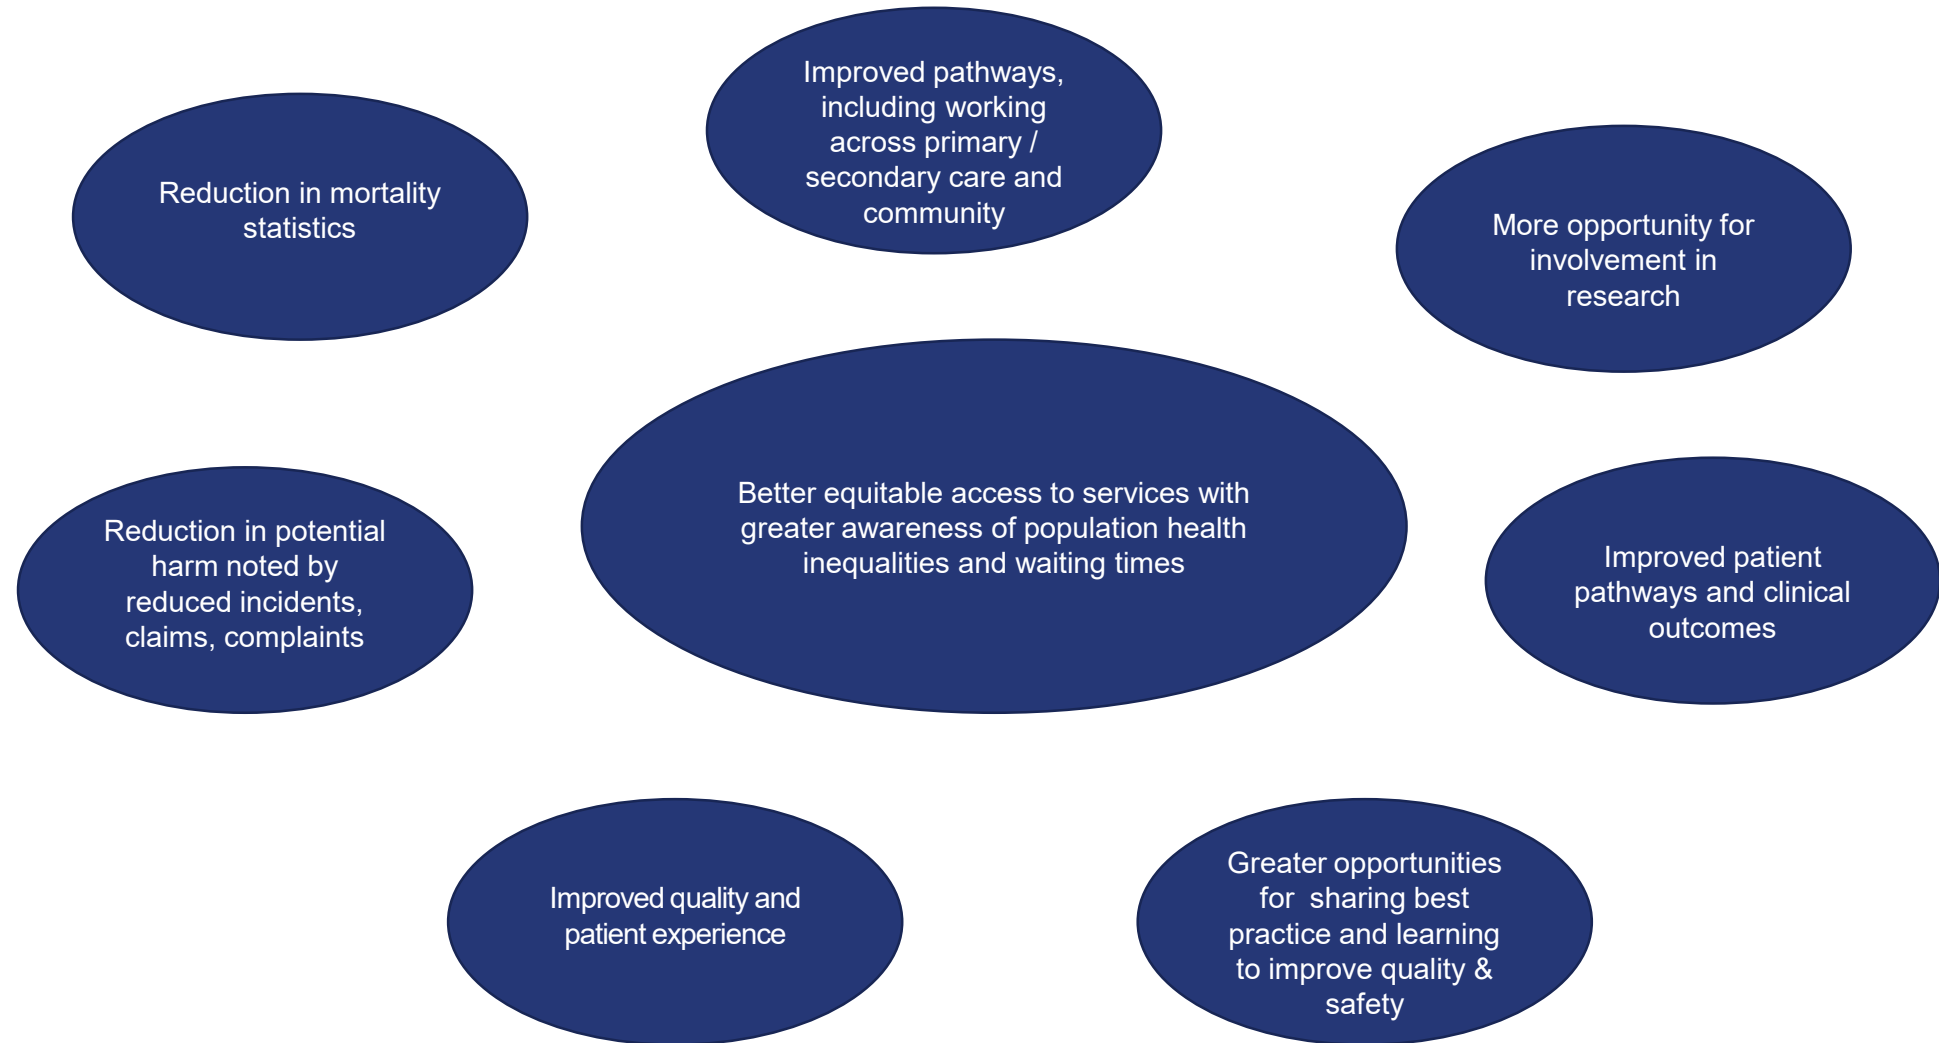 Improved pathways,
including working
across primary /
secondary care and
community
Reduction in mortality
statistics
More opportunity for
involvement in
research
Better equitable access to services with
greater awareness of population health
inequalities and waiting times
Reduction in potential
harm noted by
reduced incidents,
claims, complaints
Improved patient
pathways and clinical
outcomes
Improved quality and
patient experience
Greater opportunities
for  sharing best
practice and learning
to improve quality &
safety